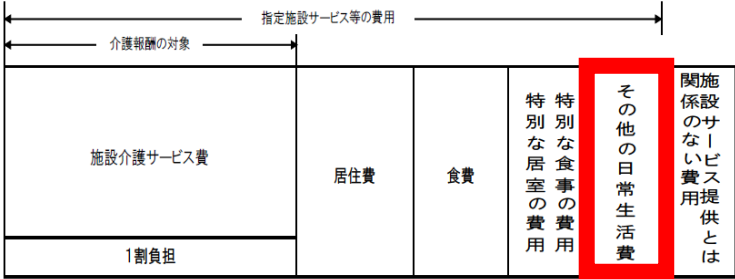 指定施設サービス等の費用
介護報酬の対象
施設介護サービス費
1割負担
居住費
食費
特別な食事の費用
特別な居室の費用
その他の日常生活費
施設サービス提供とは
関係のない費用